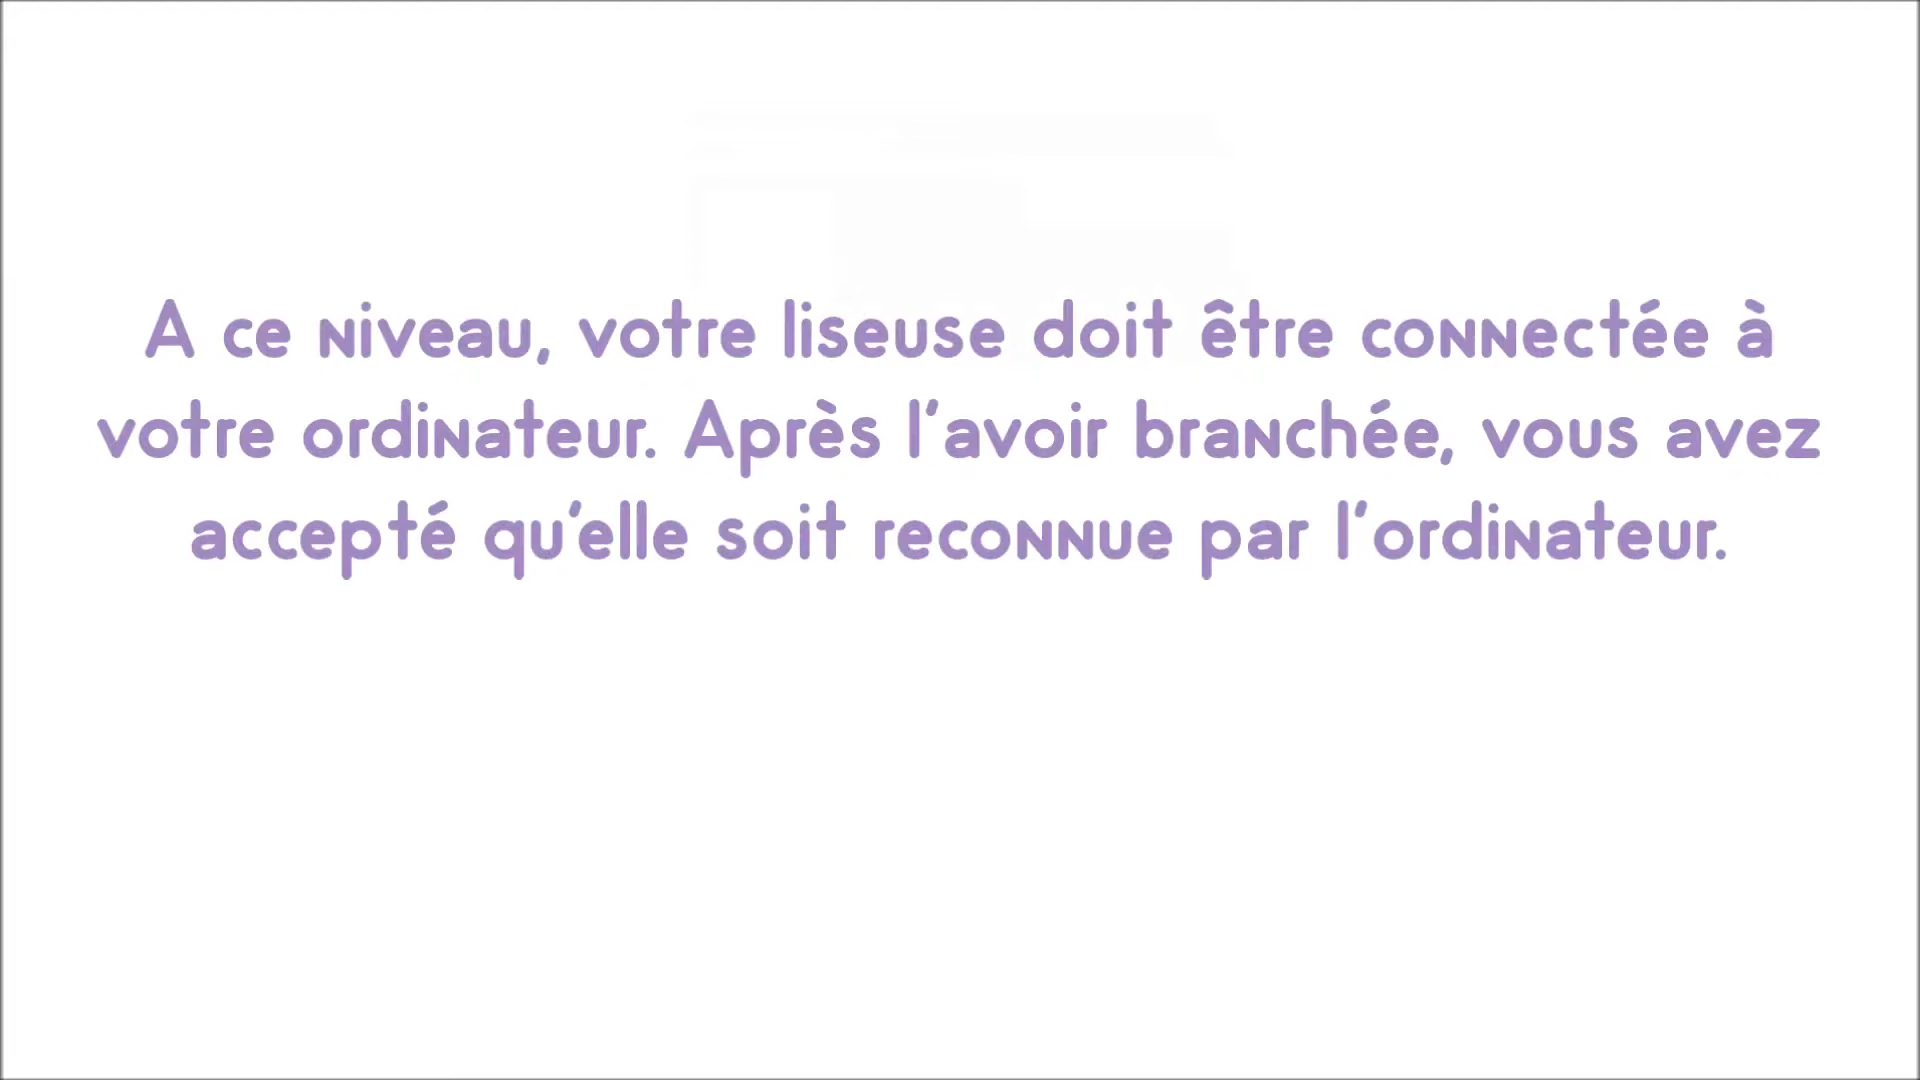 A ce niveau, votre liseuse doit être connectée à
votre ordinateur. Après l'avoir branchée, vous avez
accepté qu'elle soit reconnue par l'ordinateur.